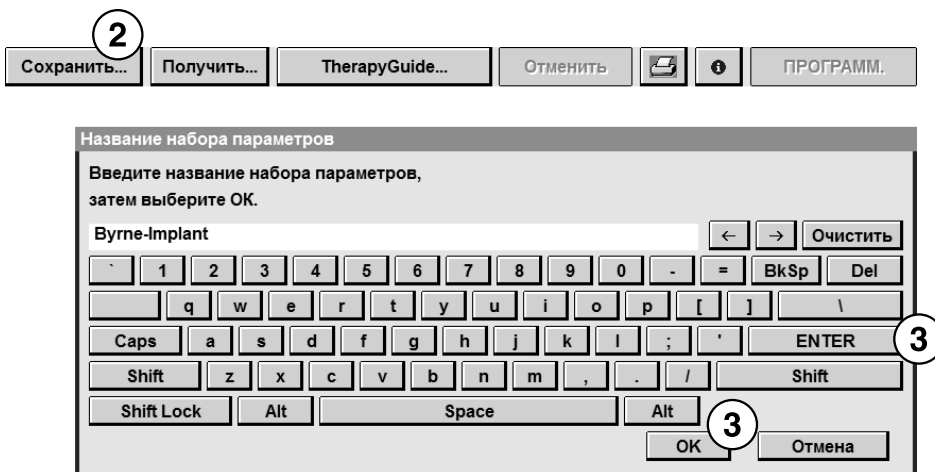 2
Сохранить... Получить... TherapyGuide... Отменить ПРОГРАММ.
Название набора параметров
Введите название набора параметров,
затем выберите ОК.
Byrne-Implant ← → Очистить
` 1 2 3 4 5 6 7 8 9 0 - = BkSp Del
q w e r t y u i o p [ ] \
Caps a s d f g h j k l ; ' ENTER 3
Shift z x c v b n m , . / Shift
Shift Lock Alt Space Alt
3
OK Отмена